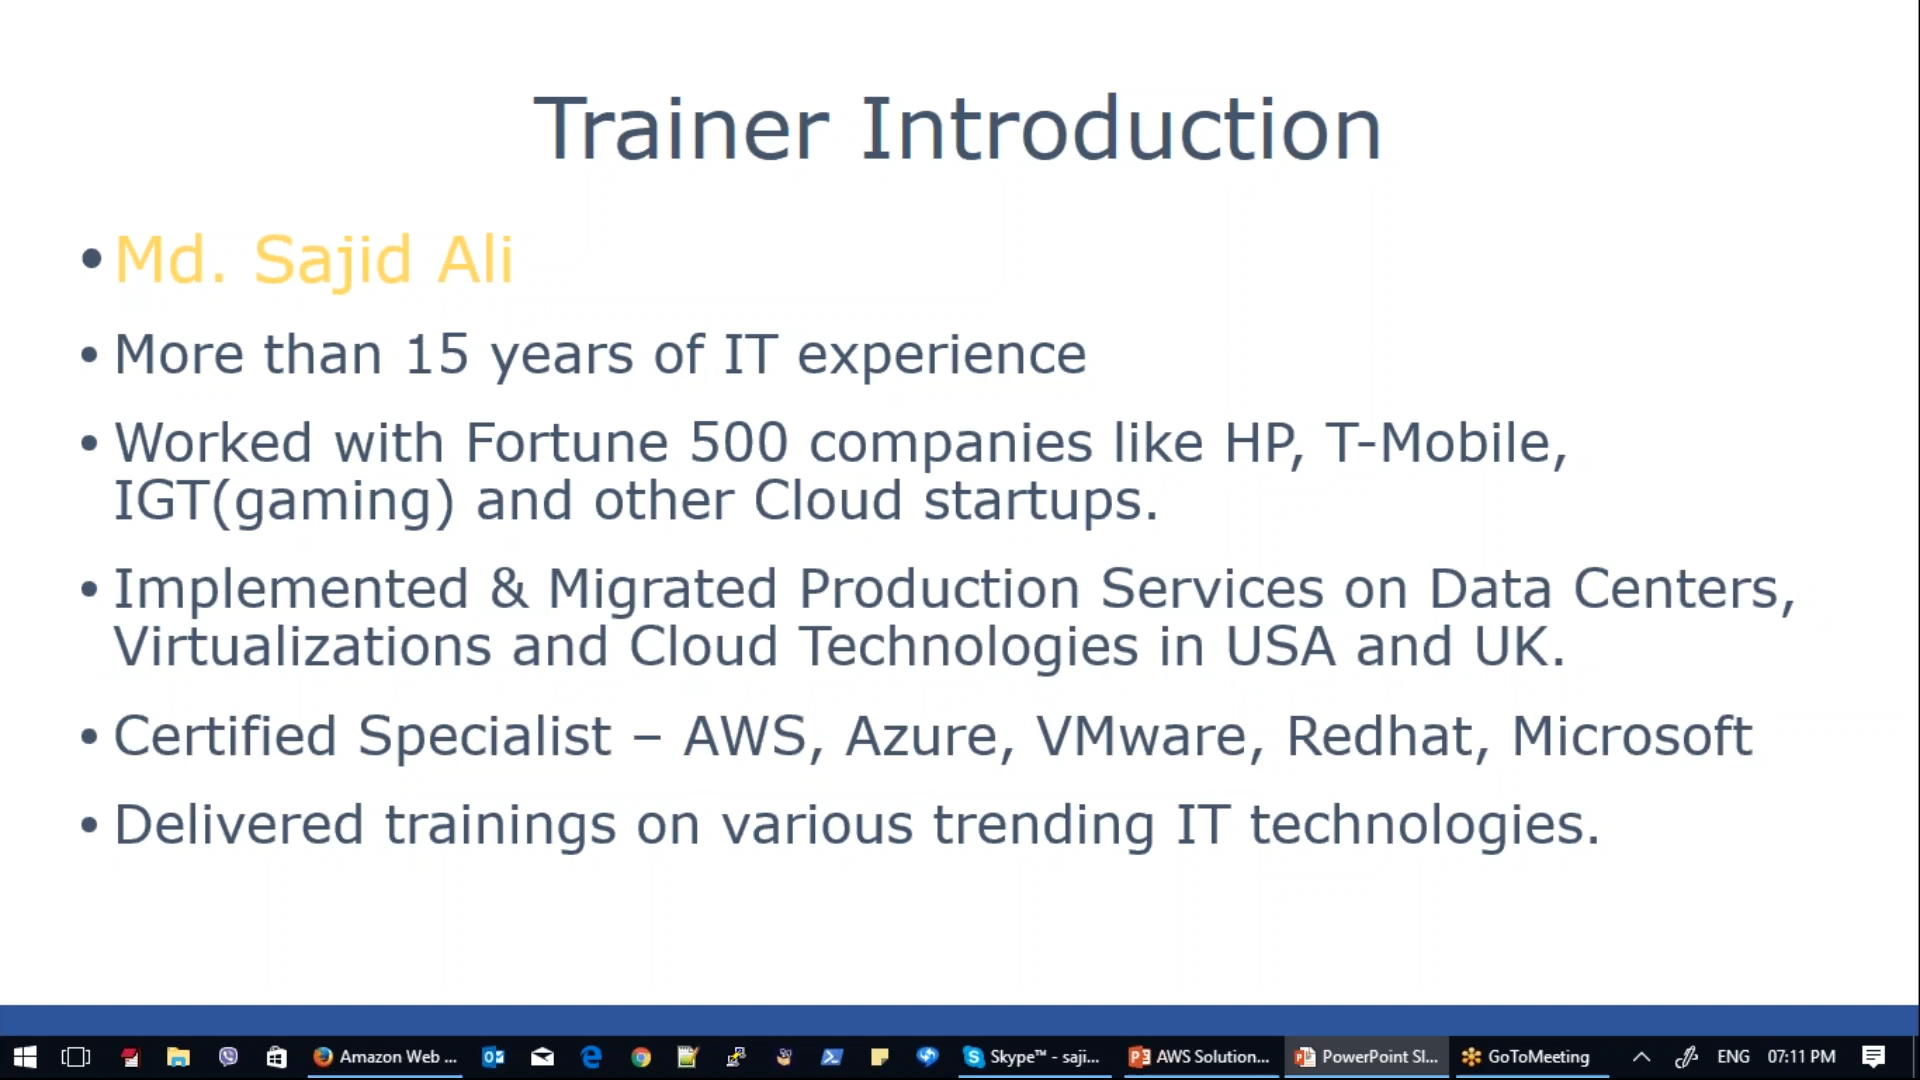 Trainer Introduction
• Md. Sajid Ali
• More than 15 years of IT experience
• Worked with Fortune 500 companies like HP, T-Mobile,
IGT(gaming) and other Cloud startups.
• Implemented & Migrated Production Services on Data Centers,
Virtualizations and Cloud Technologies in USA and UK.
• Certified Specialist – AWS, Azure, VMware, Redhat, Microsoft
• Delivered trainings on various trending IT technologies.
Amazon Web ... Skype™ - saji... AWS Solution... PowerPoint Sl... GoToMeeting ENG 07:11 PM